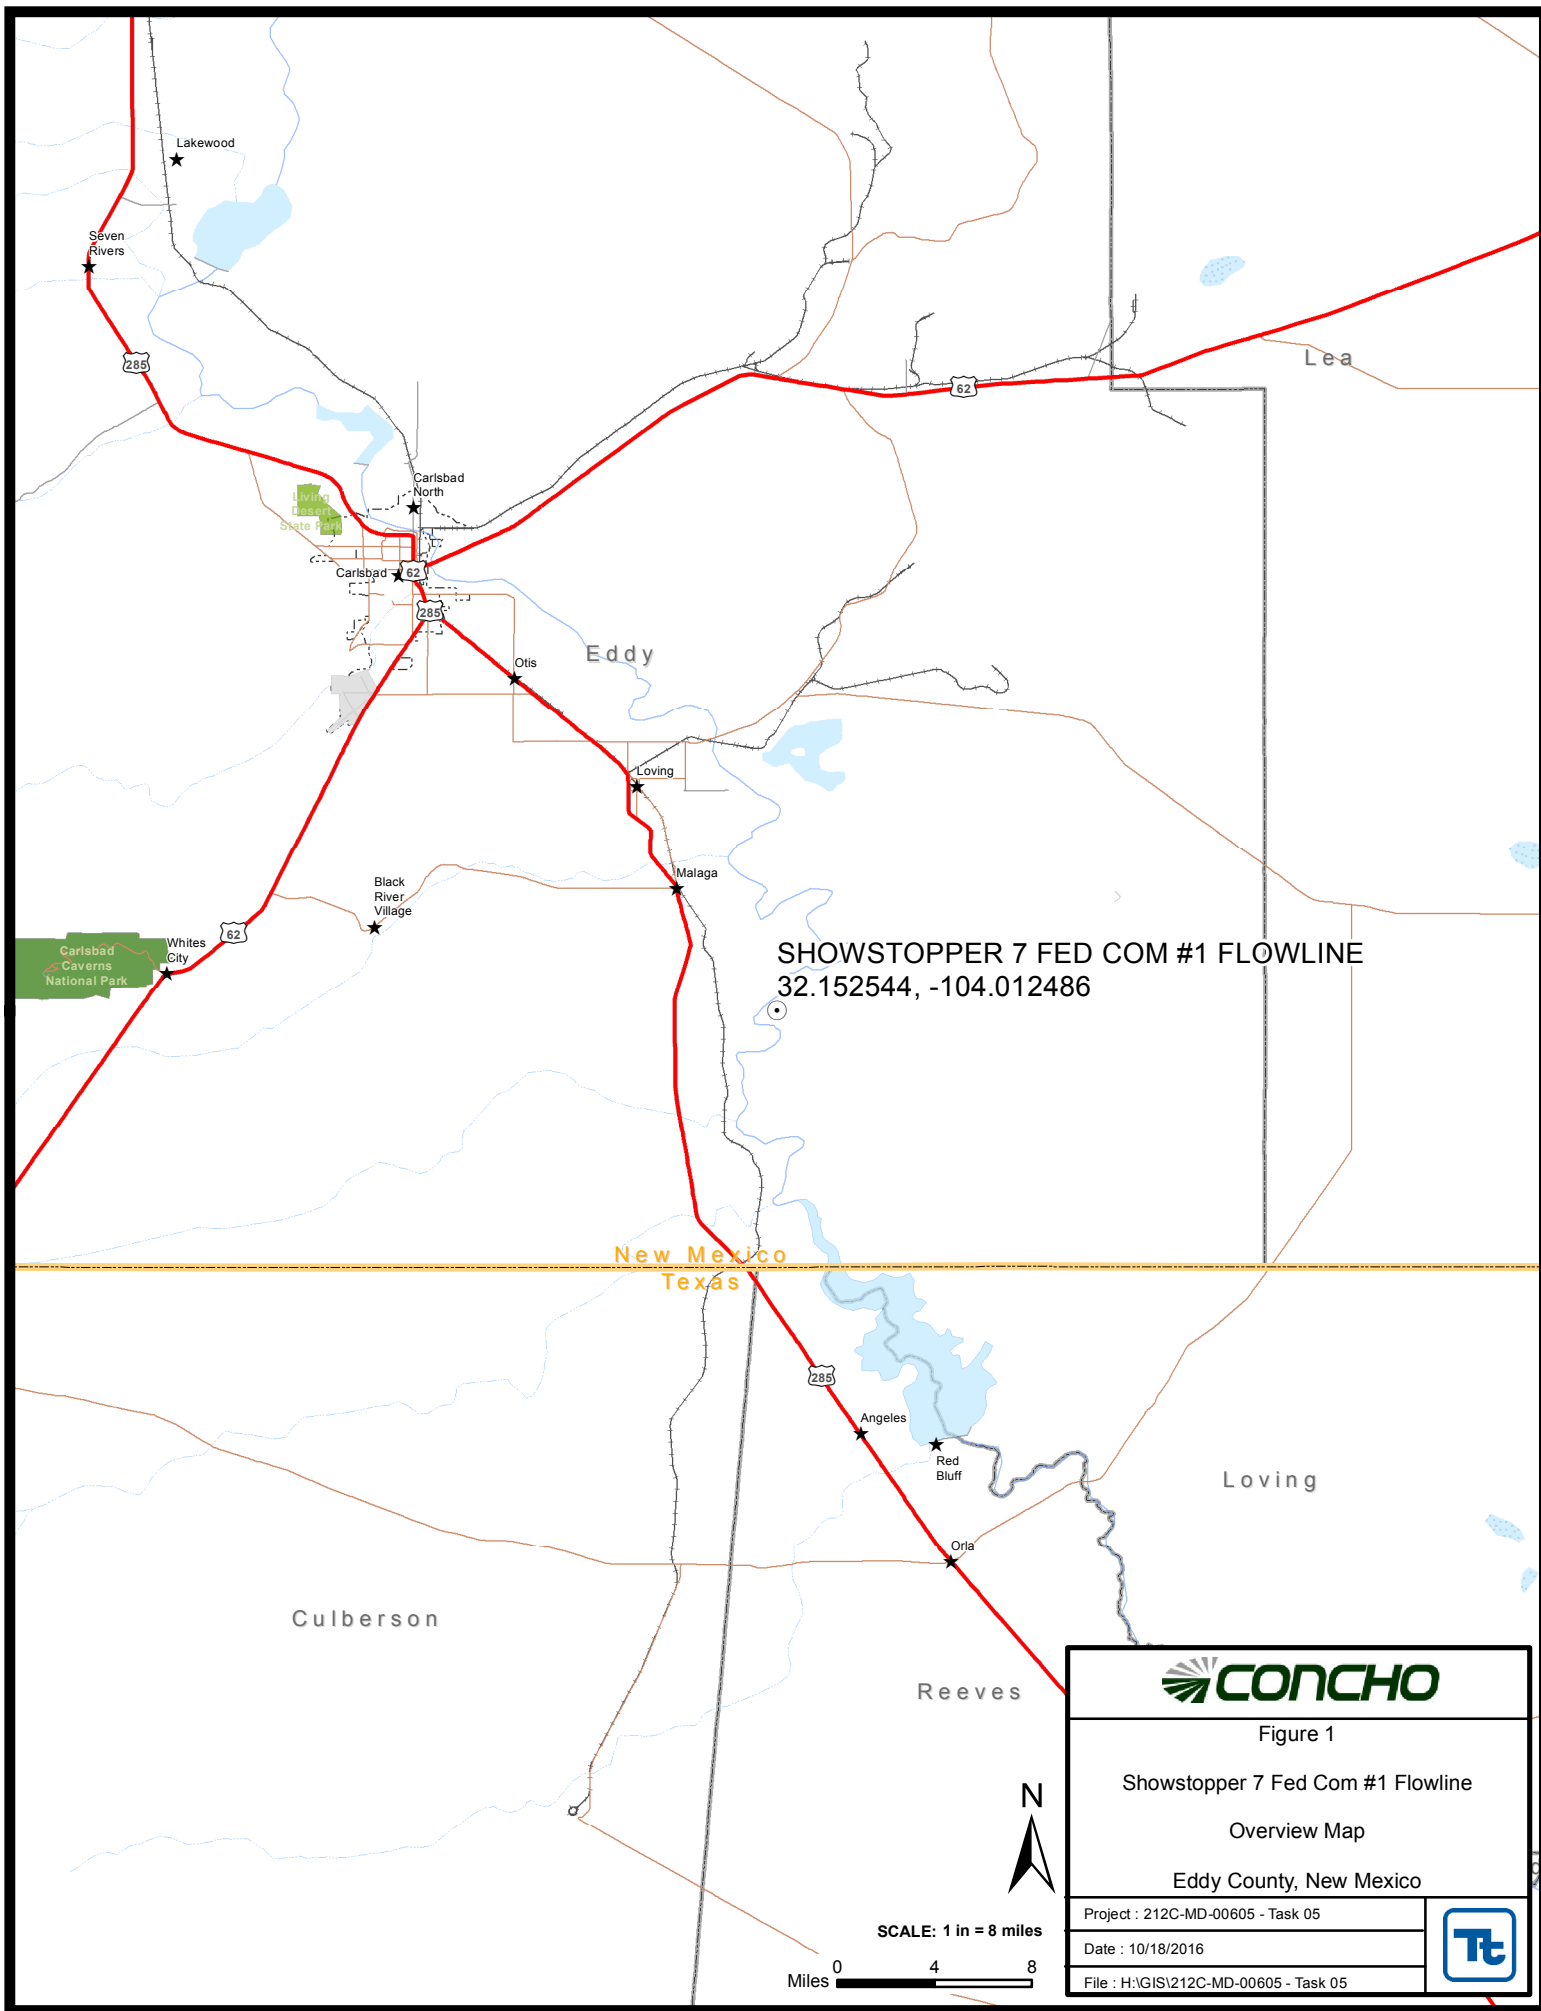 Lakewood
Seven
Rivers
285
Lea
62
Carlsbad
North
Living
Desert
State Park
Carlsbad
62
285
Eddy
Otis
Loving
Malaga
Black
River
Village
Whites
City
62
Carlsbad
Caverns
National Park
SHOWSTOPPER 7 FED COM #1 FLOWLINE
32.152544, -104.012486
New Mexico
Texas
285
Angeles
Red
Bluff
Loving
Orla
Culberson
Reeves
CONCHO
Figure 1
Showstopper 7 Fed Com #1 Flowline
Overview Map
Eddy County, New Mexico
N
SCALE: 1 in = 8 miles
Miles 0 4 8
Project : 212C-MD-00605 - Task 05
Date : 10/18/2016
File : H:\GIS\212C-MD-00605 - Task 05
Tt